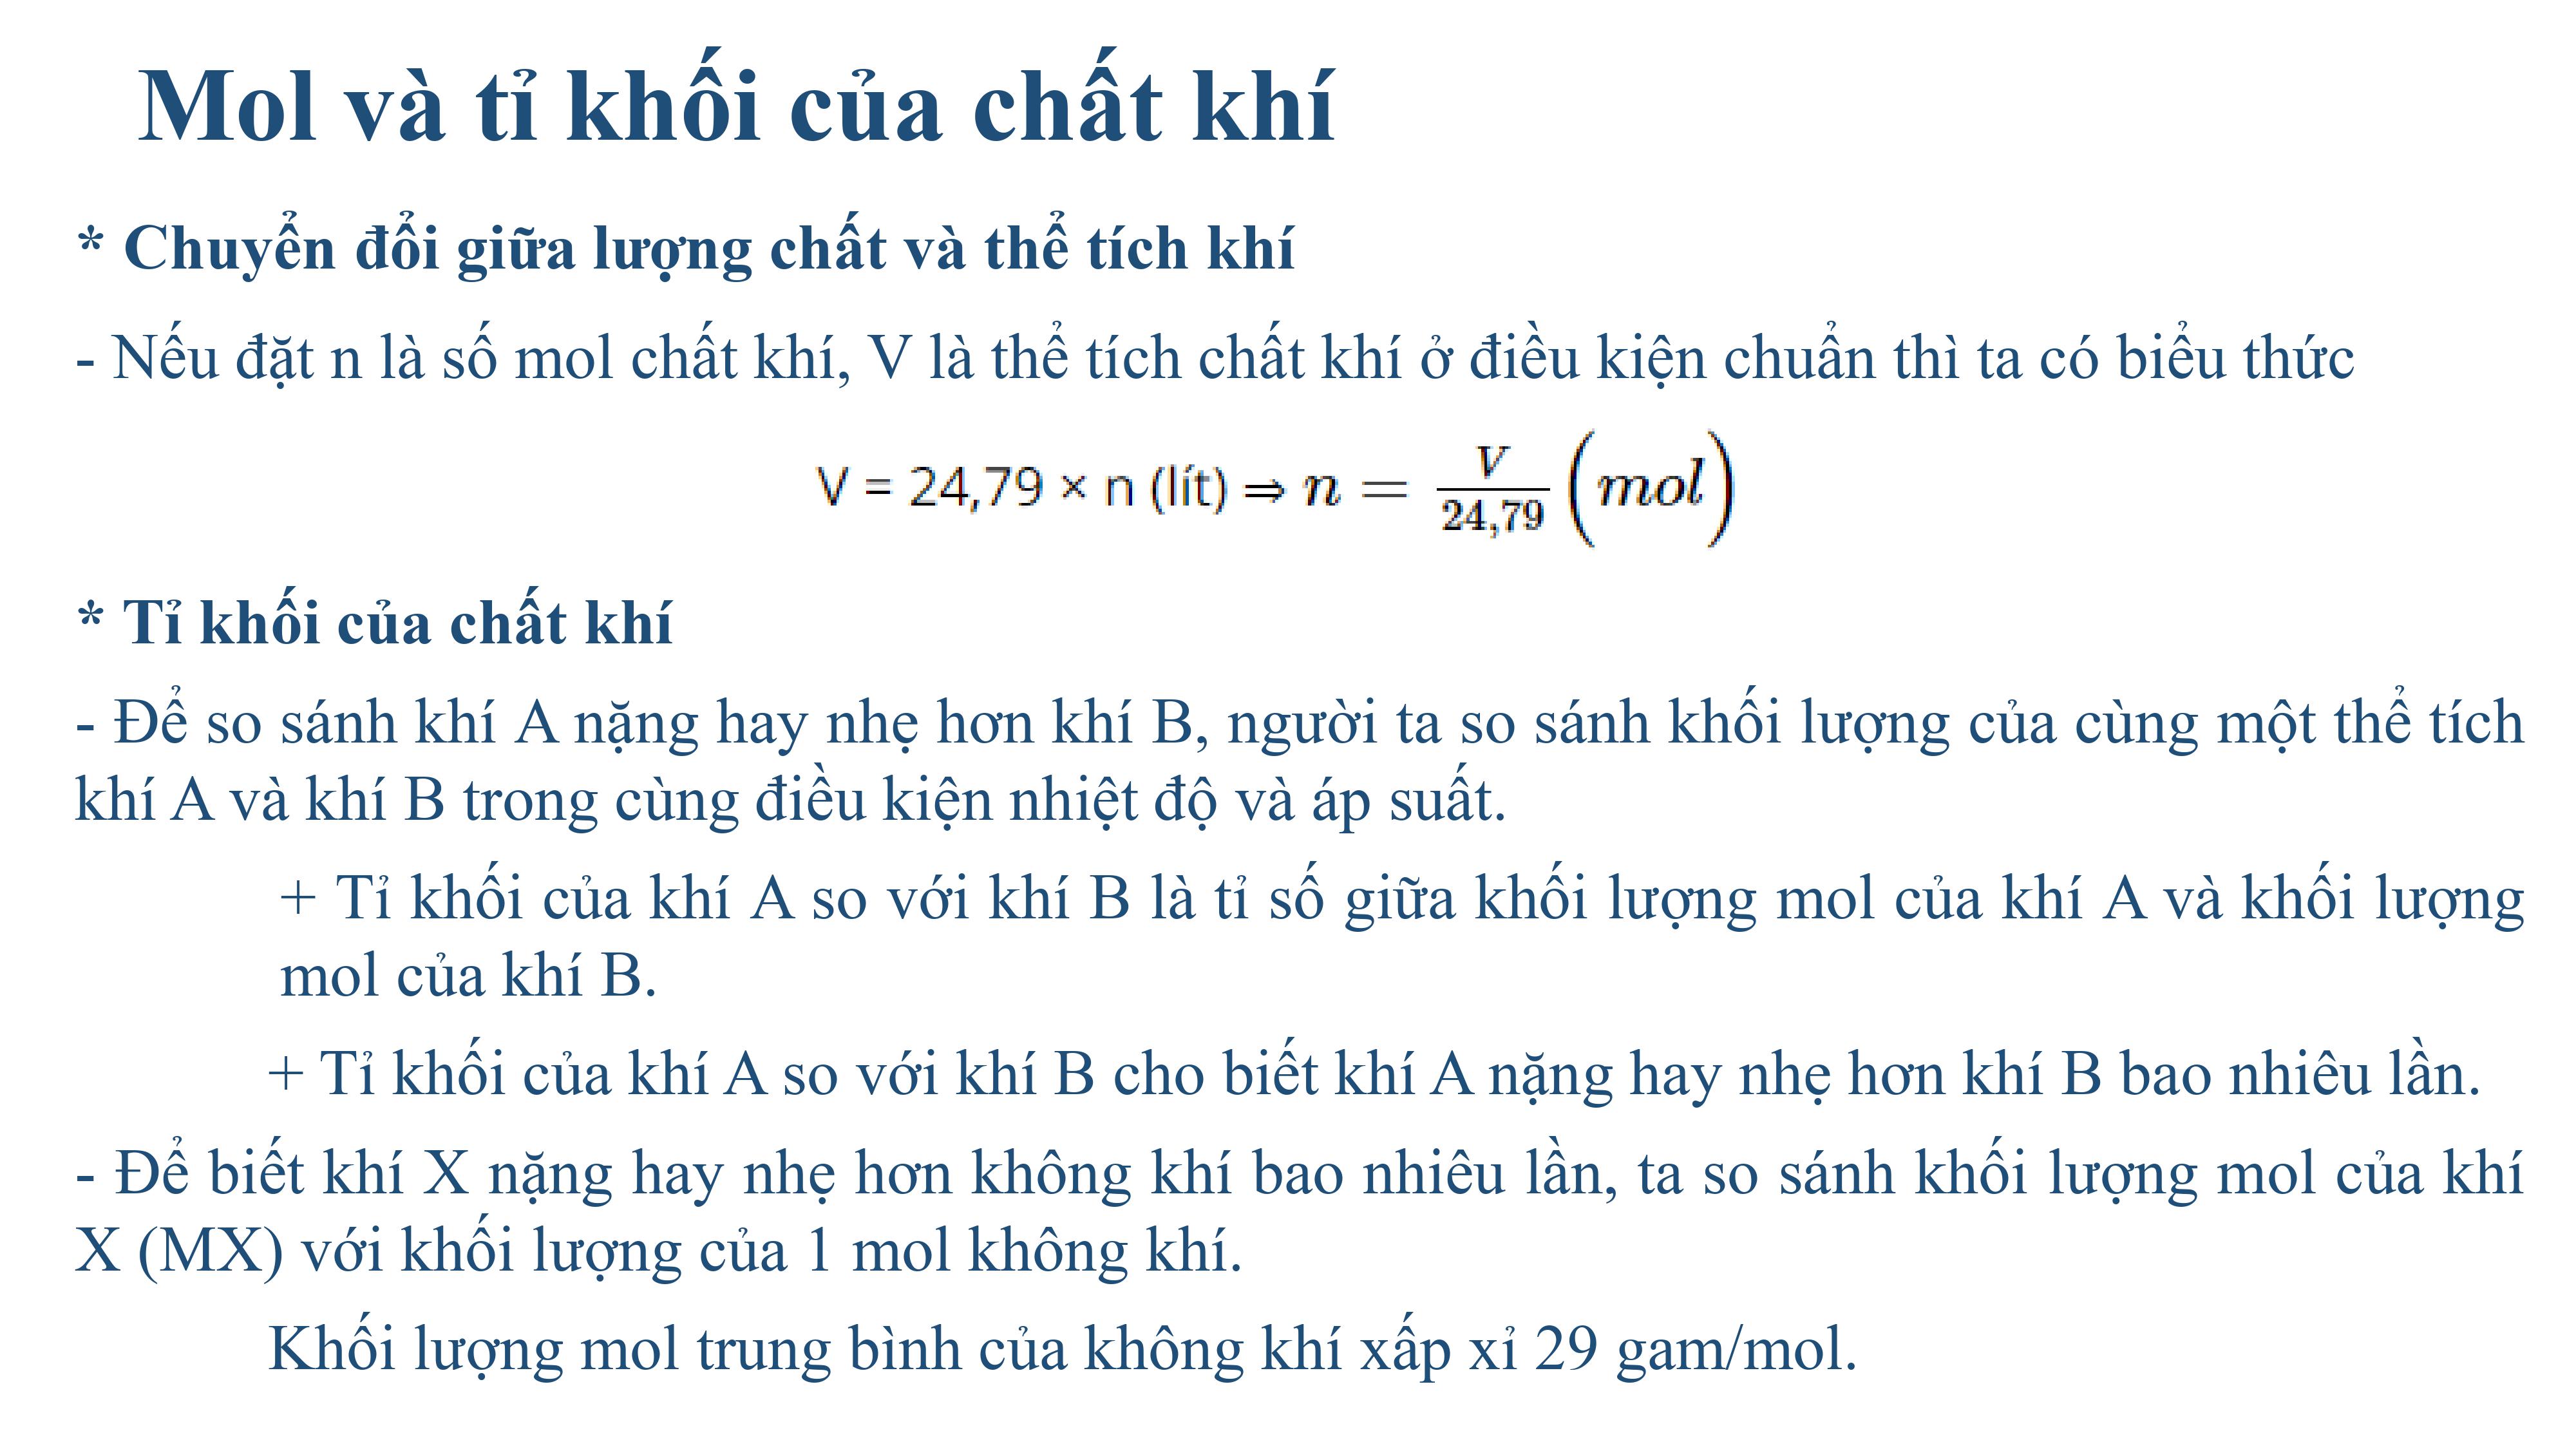 Mol và tỉ khối của chất khí
* Chuyển đổi giữa lượng chất và thể tích khí
- Nếu đặt n là số mol chất khí, V là thể tích chất khí ở điều kiện chuẩn thì ta có biểu thức
V = 24,79 × n (lít) ⇒ n = V/24,79 (mol)
* Tỉ khối của chất khí
- Để so sánh khí A nặng hay nhẹ hơn khí B, người ta so sánh khối lượng của cùng một thể tích
khí A và khí B trong cùng điều kiện nhiệt độ và áp suất.
+ Tỉ khối của khí A so với khí B là tỉ số giữa khối lượng mol của khí A và khối lượng
mol của khí B.
+ Tỉ khối của khí A so với khí B cho biết khí A nặng hay nhẹ hơn khí B bao nhiêu lần.
- Để biết khí X nặng hay nhẹ hơn không khí bao nhiêu lần, ta so sánh khối lượng mol của khí
X (MX) với khối lượng của 1 mol không khí.
Khối lượng mol trung bình của không khí xấp xỉ 29 gam/mol.